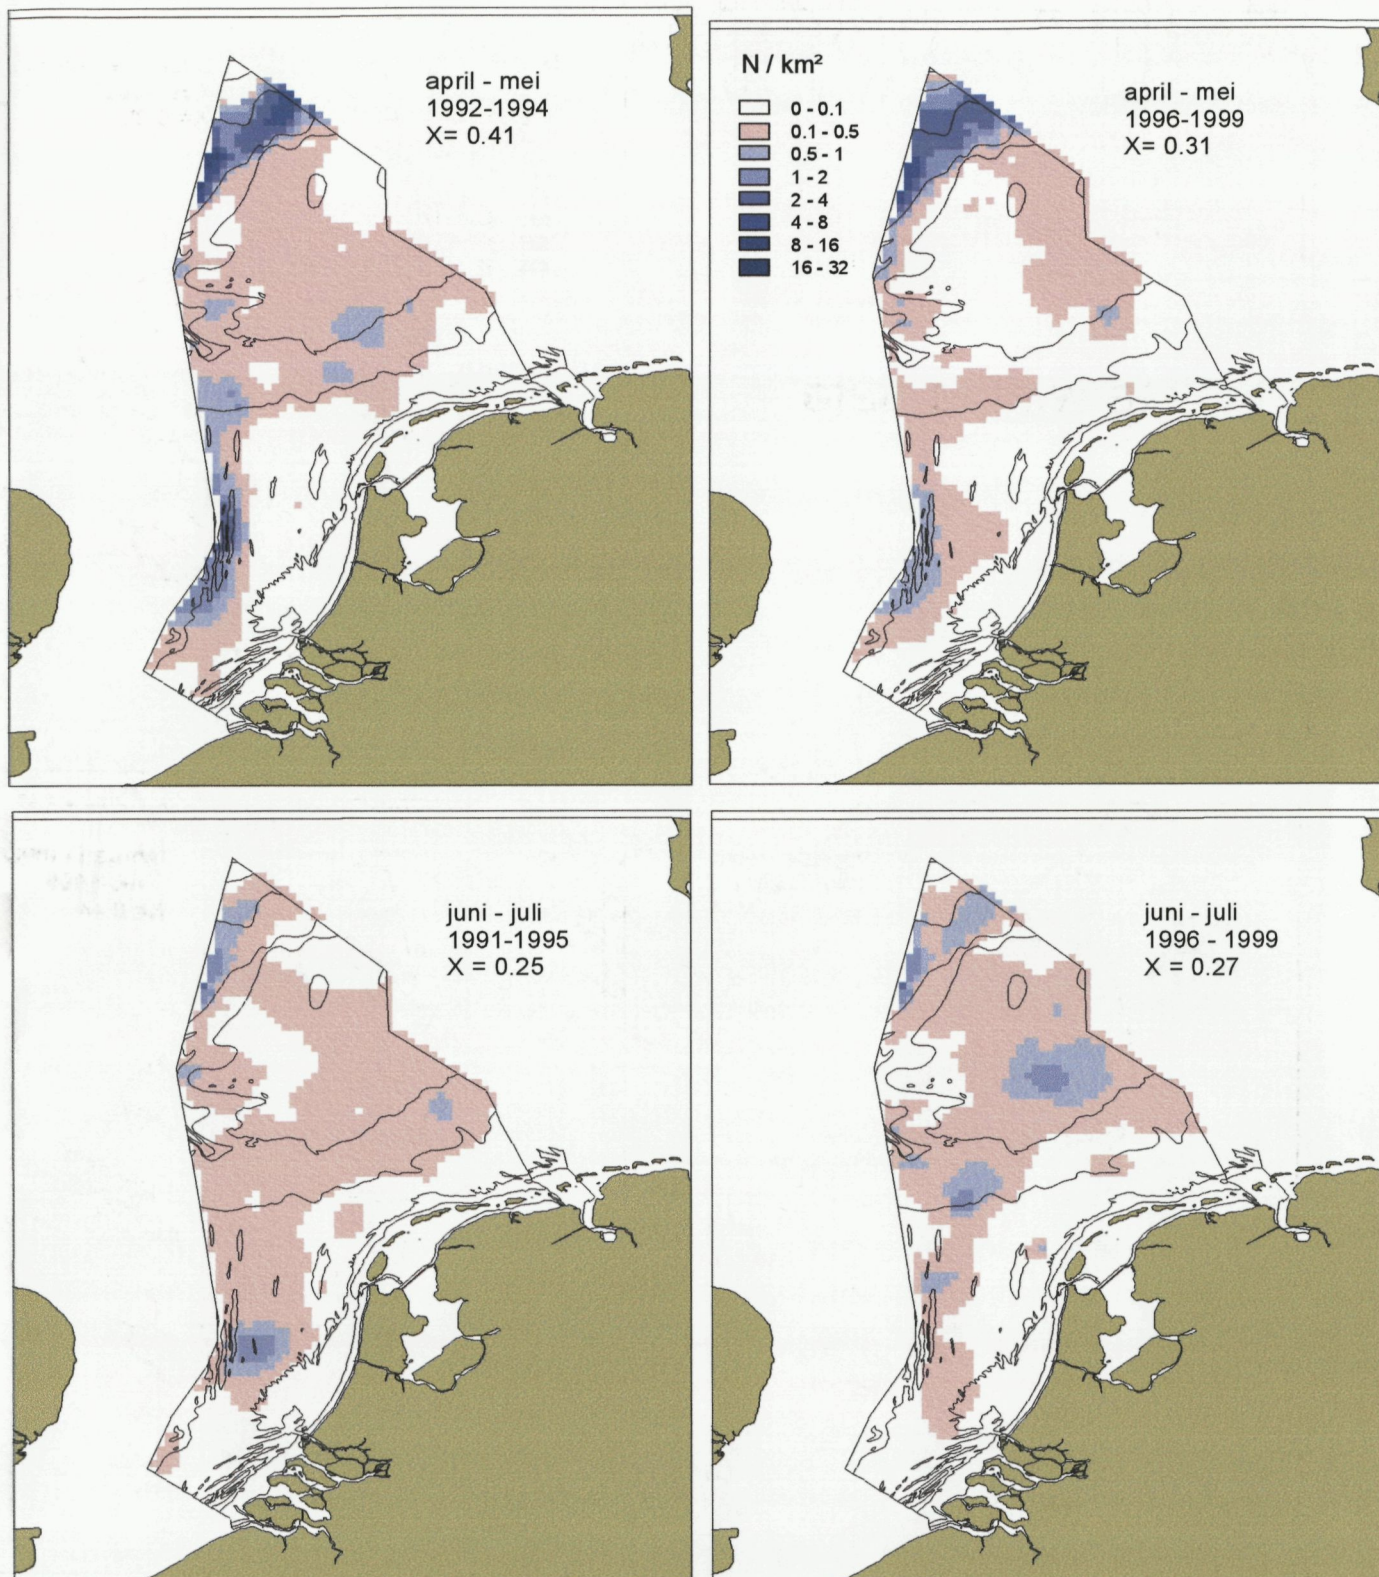 april - mei
1992-1994
X= 0.41
N / km²
0 - 0.1
0.1 - 0.5
0.5 - 1
1 - 2
2 - 4
4 - 8
8 - 16
16 - 32
april - mei
1996-1999
X= 0.31
juni - juli
1991-1995
X = 0.25
juni - juli
1996 - 1999
X = 0.27